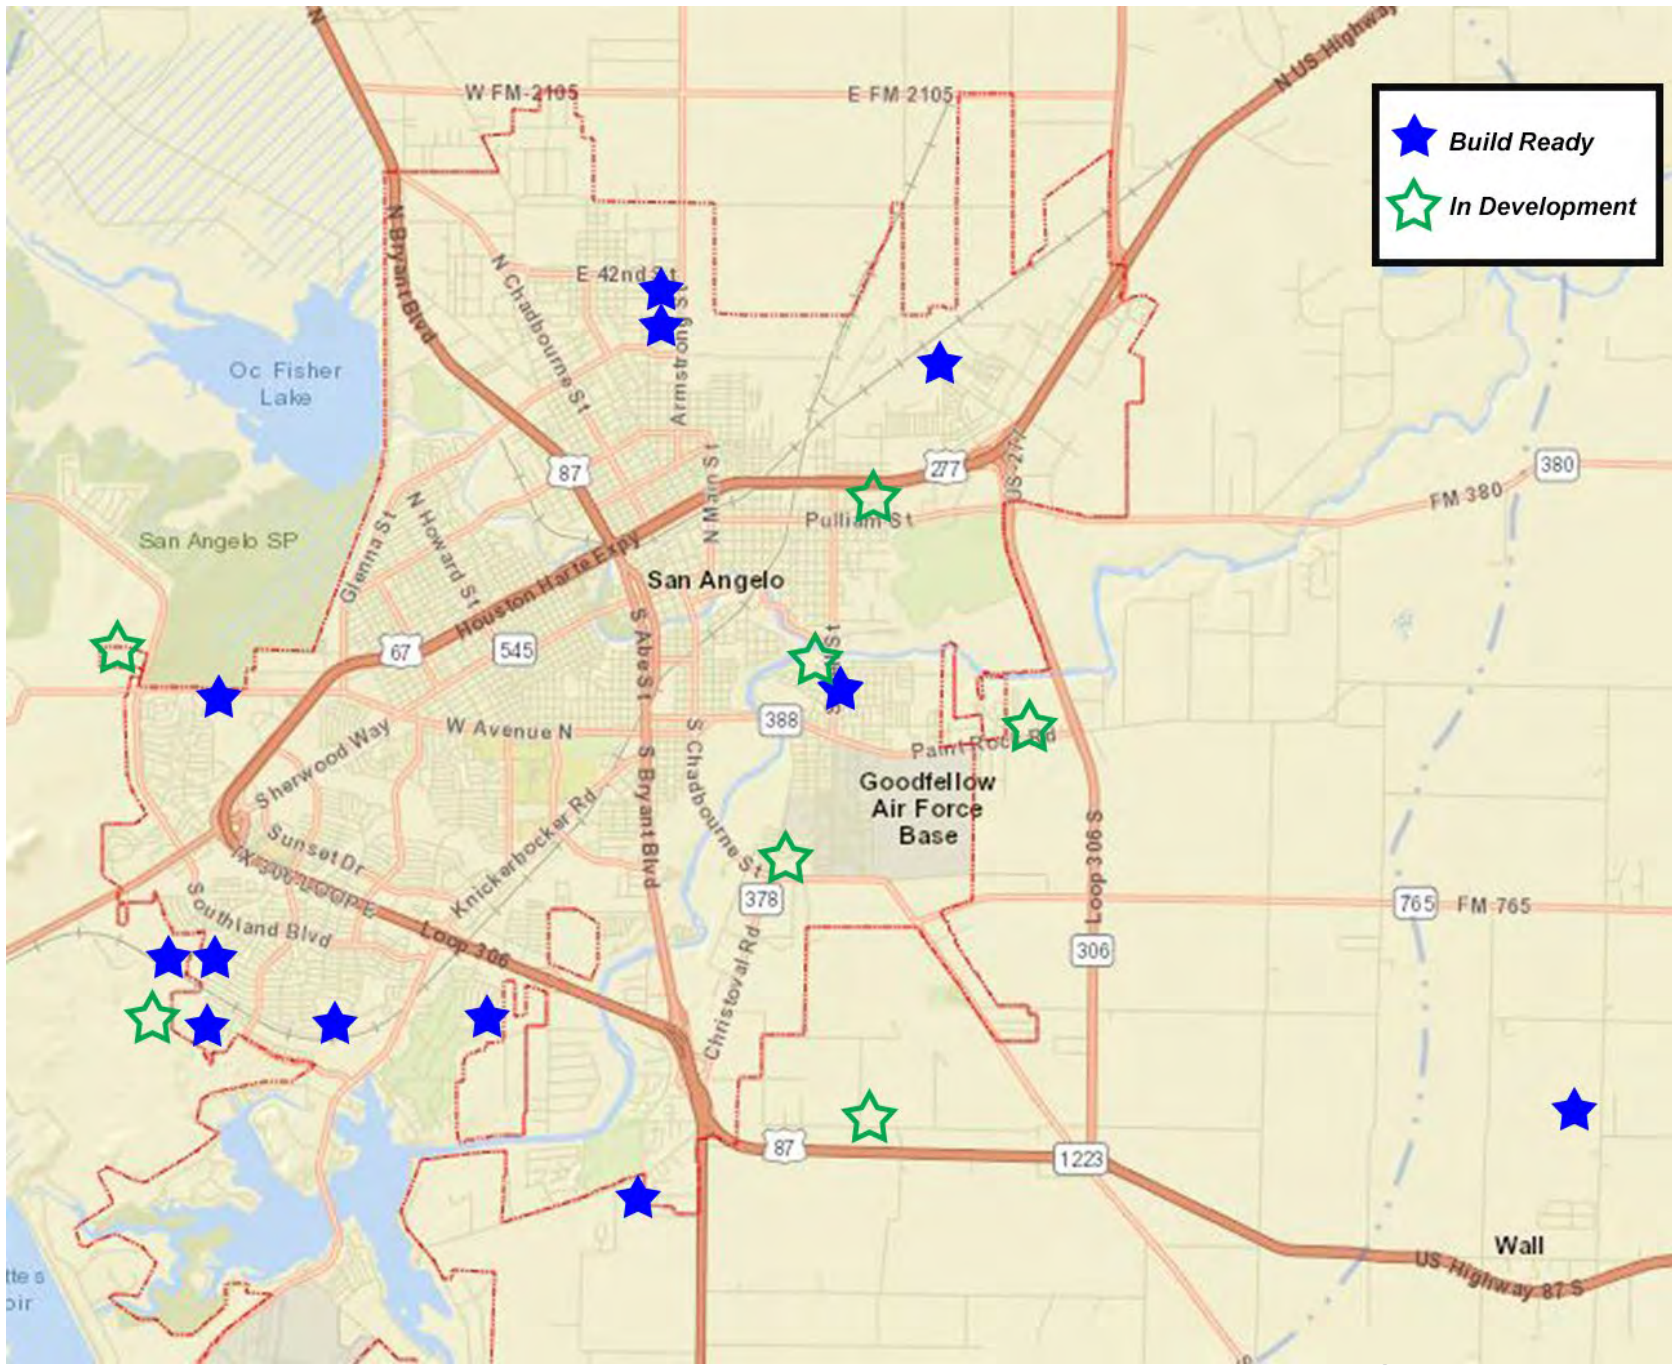 N
N US Highway
W FM-2105
E FM 2105
Build Ready
In Development
N Bryant Blvd
N Chadbourne St
E 42nd St
Armstrong St
Oc Fisher
Lake
87
277
US-277
380
FM 380
N Main St
Pulliam St
San Angelo SP
Glenna St
N Howard St
Houston Harte Expy
San Angelo
67
545
S Abe St
388
W Avenue N
Paint Rock Rd
Sherwood Way
S Bryant Blvd
S Chadbourne St
Goodfellow
Air Force
Base
Sunset Dr
Knickerbocker Rd
Loop 306 S
378
765
FM 765
Southland Blvd
Loop 306
306
Christoval Rd
87
1223
Wall
US Highway 87 S